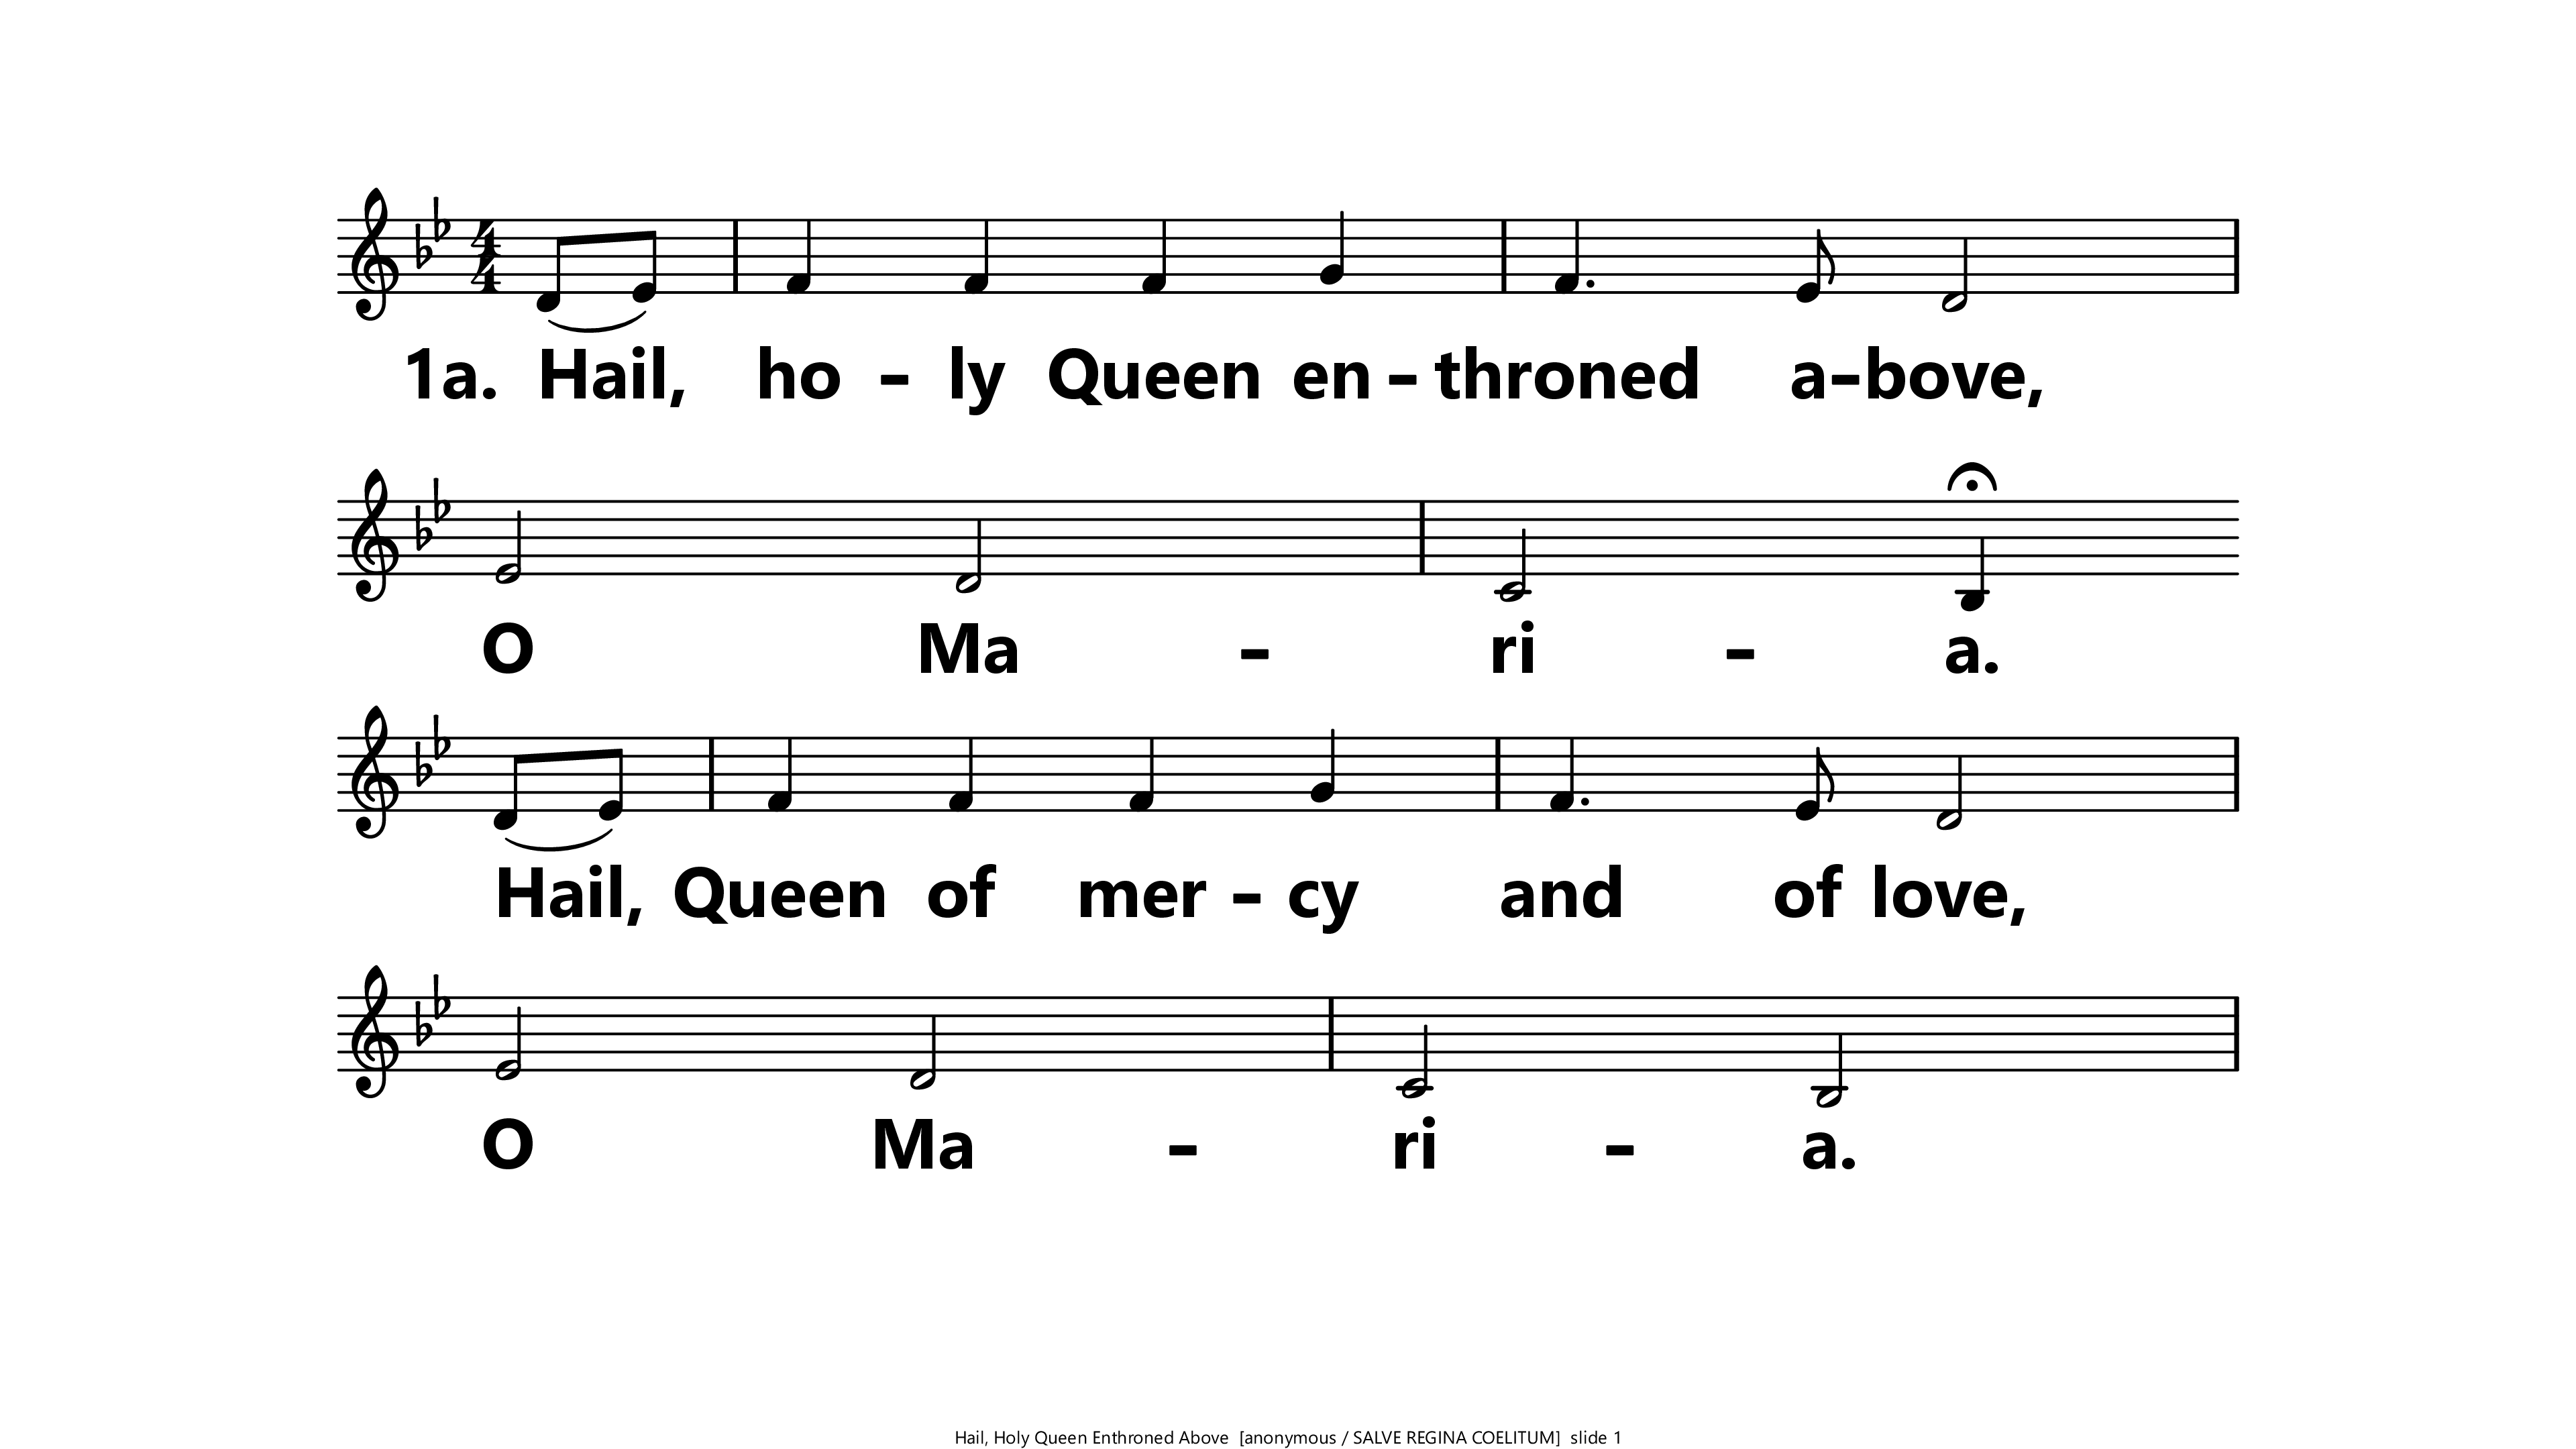 1a. Hail, ho - ly Queen en - throned a - bove,
O Ma - ri - a.
Hail, Queen of mer - cy and of love,
O Ma - ri - a.
Hail, Holy Queen Enthroned Above [anonymous / SALVE REGINA COELITUM] slide 1